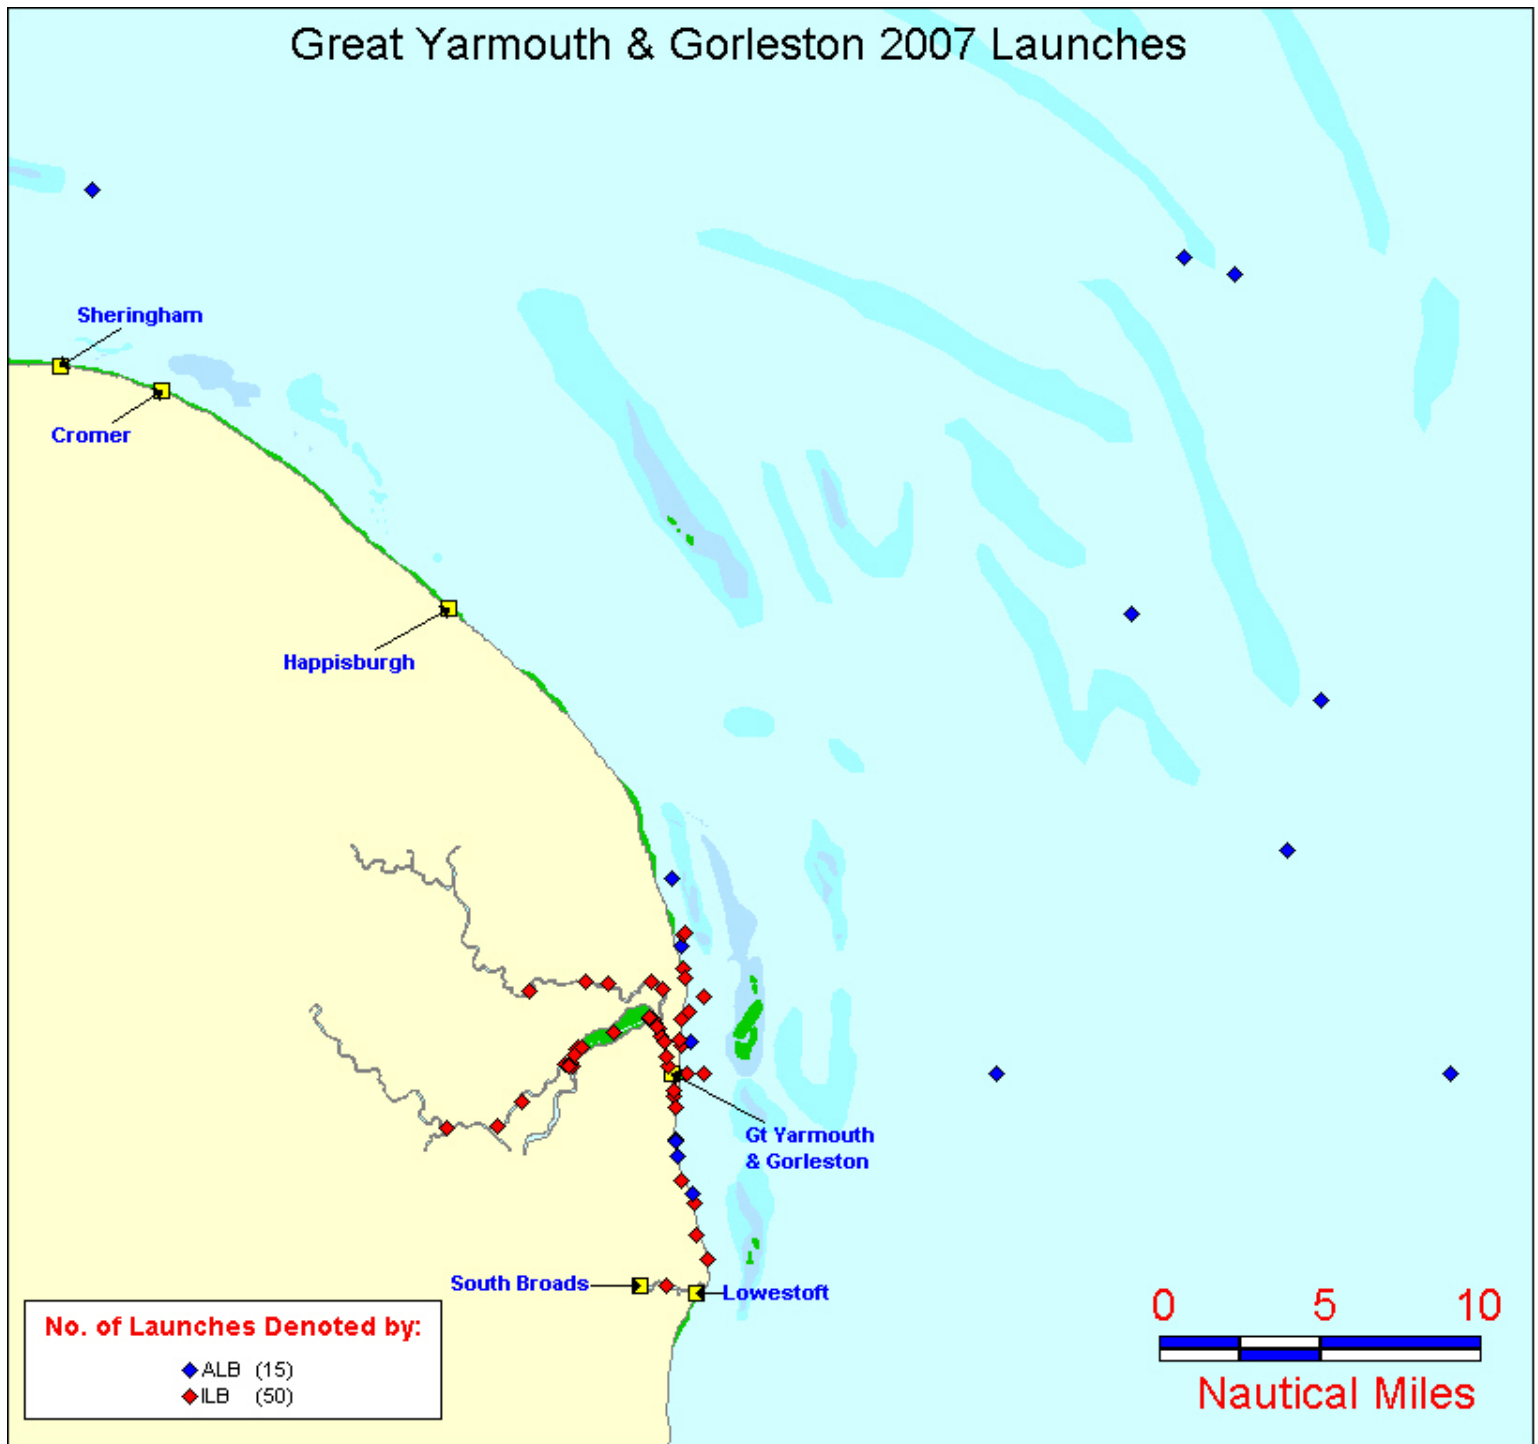 Great Yarmouth & Gorleston 2007 Launches
Sheringham
Cromer
Happisburgh
Gt Yarmouth
& Gorleston
South Broads
Lowestoft
No. of Launches Denoted by:
ALB (15)
ILB (50)
0 5 10
Nautical Miles